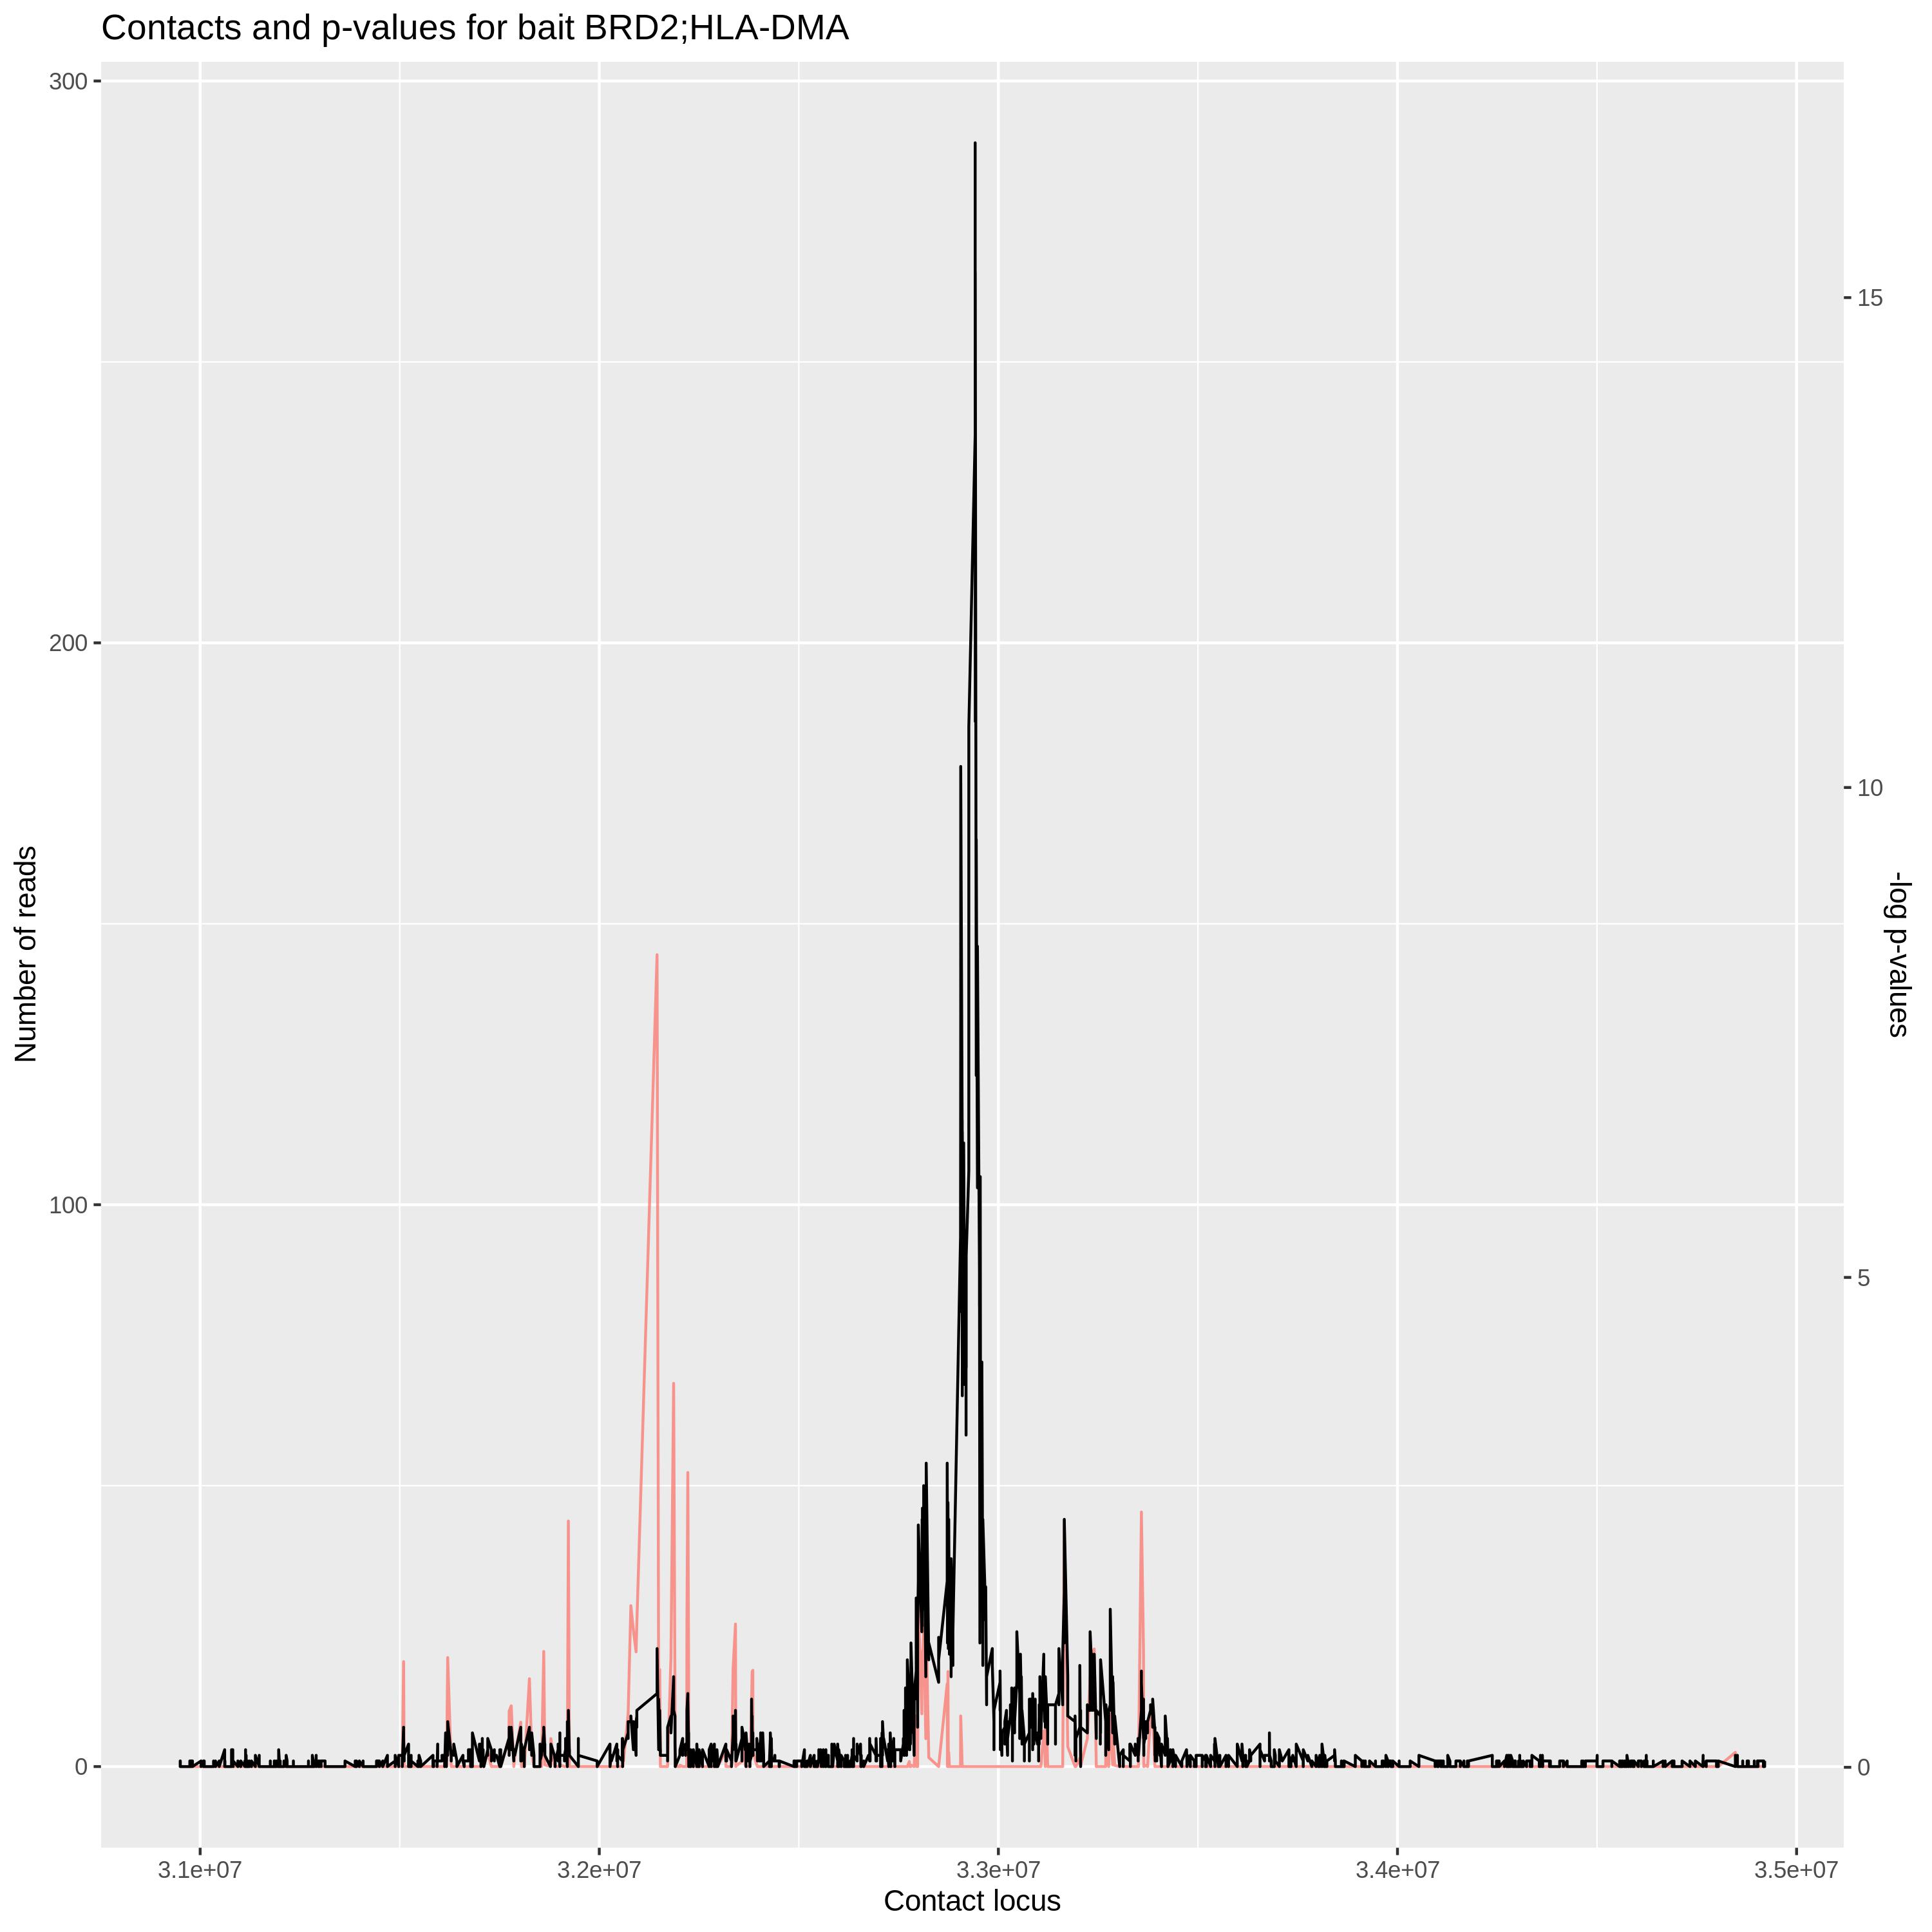 Contacts and p-values for bait BRD2;HLA-DMA
300
200
100
0
Number of reads
15
10
5
0
-log p-values
3.1e+07
3.2e+07
3.3e+07
3.4e+07
3.5e+07
Contact locus